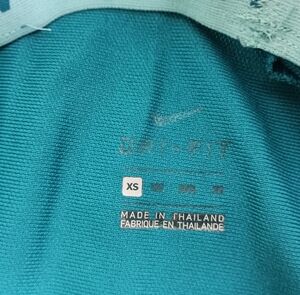 DRI-FIT
XS
MADE IN THAILAND
FABRIQUE EN THAILANDE